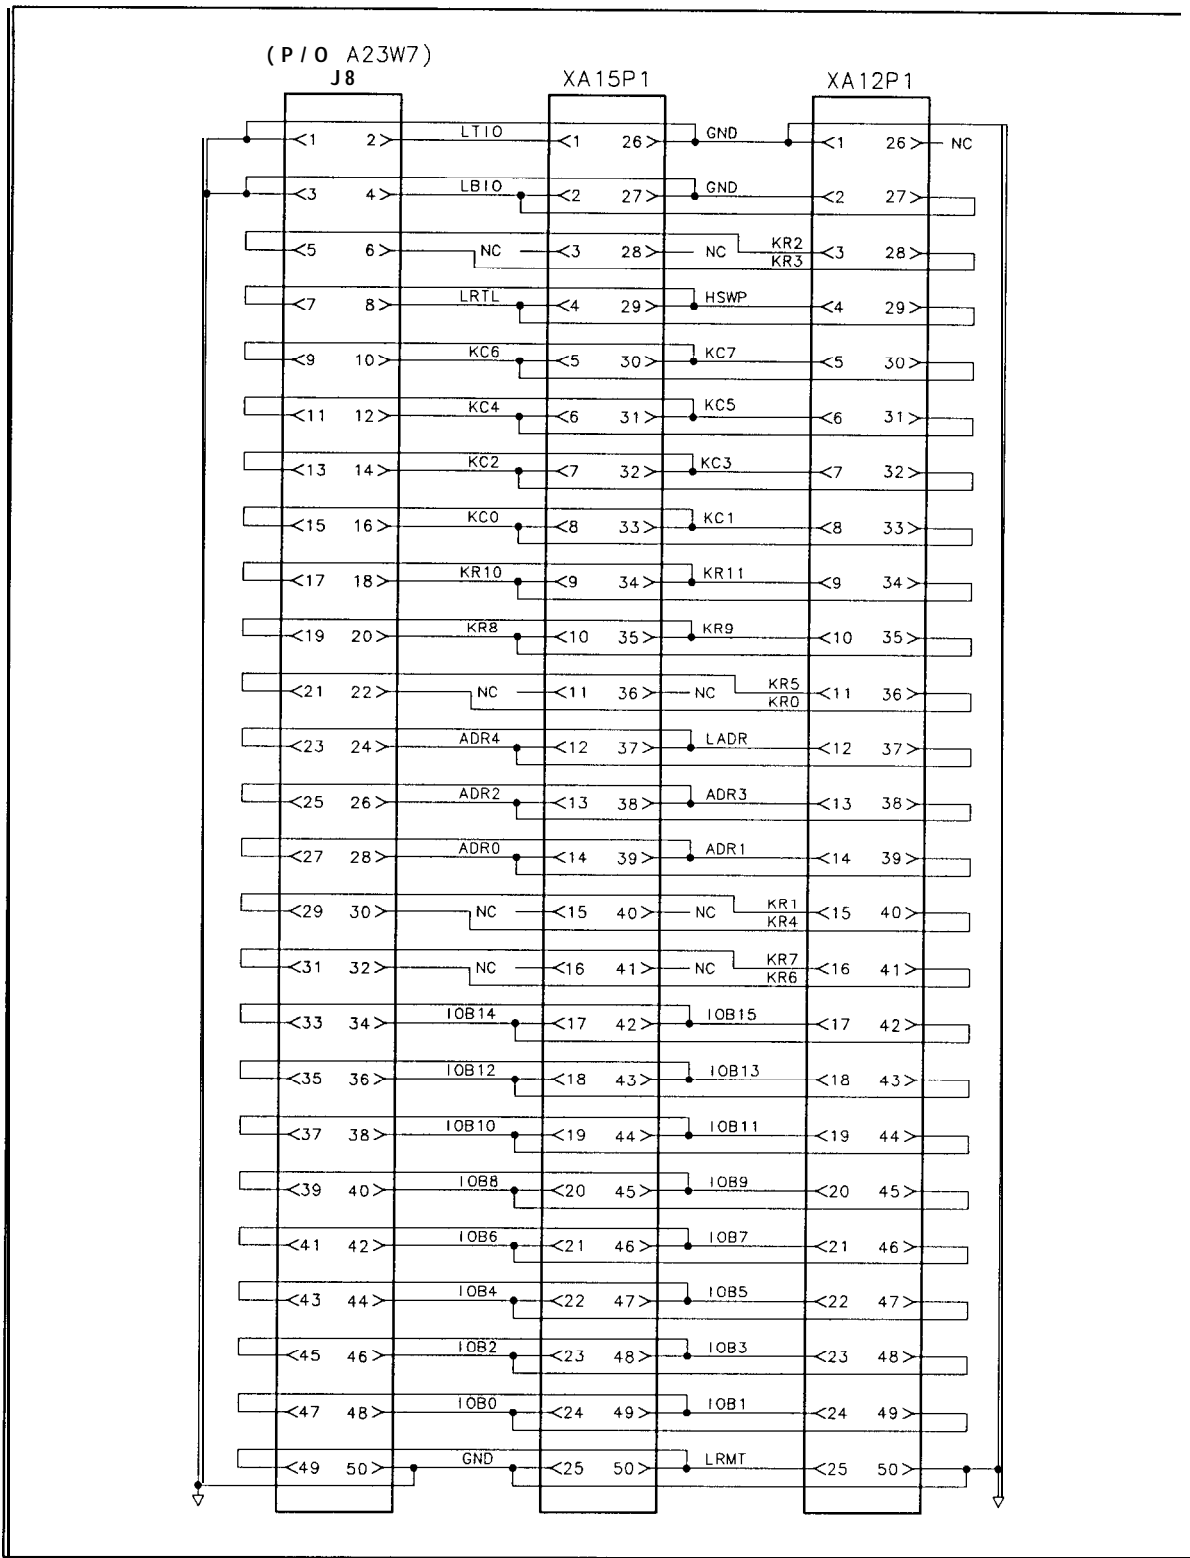 (P/O A23W7)
J8 XA15P1 XA12P1
<1 2> LTIO <1 26> GND <1 26> NC
<3 4> LBIO <2 27> GND <2 27>
<5 6> NC <3 28> NC KR2 KR3 <3 28>
<7 8> LRTL <4 29> HSWP <4 29>
<9 10> KC6 <5 30> KC7 <5 30>
<11 12> KC4 <6 31> KC5 <6 31>
<13 14> KC2 <7 32> KC3 <7 32>
<15 16> KC0 <8 33> KC1 <8 33>
<17 18> KR10 <9 34> KR11 <9 34>
<19 20> KR8 <10 35> KR9 <10 35>
<21 22> NC <11 36> NC KR5 KR0 <11 36>
<23 24> ADR4 <12 37> LADR <12 37>
<25 26> ADR2 <13 38> ADR3 <13 38>
<27 28> ADR0 <14 39> ADR1 <14 39>
<29 30> NC <15 40> NC KR1 KR4 <15 40>
<31 32> NC <16 41> NC KR7 KR6 <16 41>
<33 34> IOB14 <17 42> IOB15 <17 42>
<35 36> IOB12 <18 43> IOB13 <18 43>
<37 38> IOB10 <19 44> IOB11 <19 44>
<39 40> IOB8 <20 45> IOB9 <20 45>
<41 42> IOB6 <21 46> IOB7 <21 46>
<43 44> IOB4 <22 47> IOB5 <22 47>
<45 46> IOB2 <23 48> IOB3 <23 48>
<47 48> IOB0 <24 49> IOB1 <24 49>
<49 50> GND <25 50> LRMT <25 50>